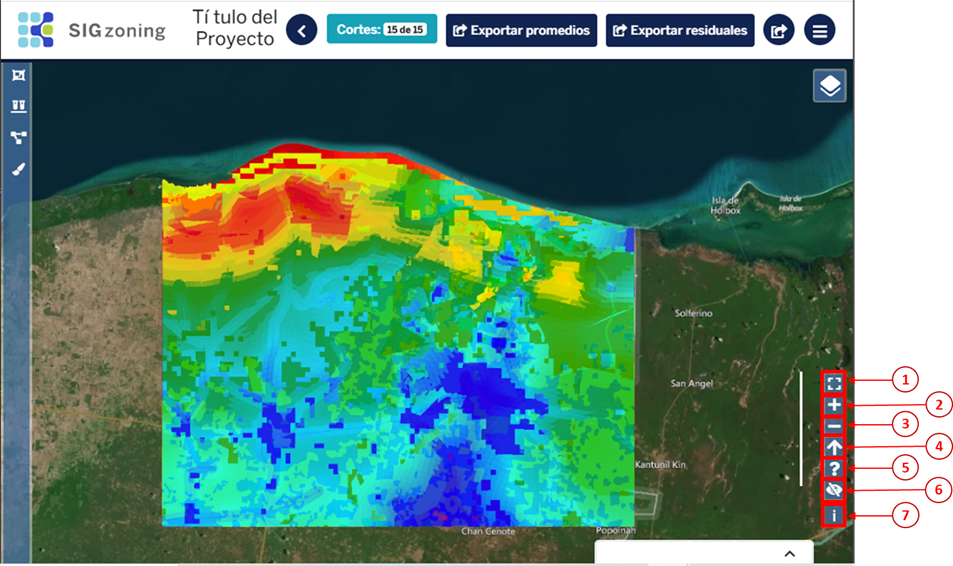 SIGzoning
Tí tulo del
Proyecto
Cortes: 15 de 15
Exportar promedios
Exportar residuales
Isla de
Holbox
Isla de
Holbox
Solferino
San Angel
Kantunil Kin
Chan Cenote
Popolnah
1
2
3
4
5
6
7
?
i